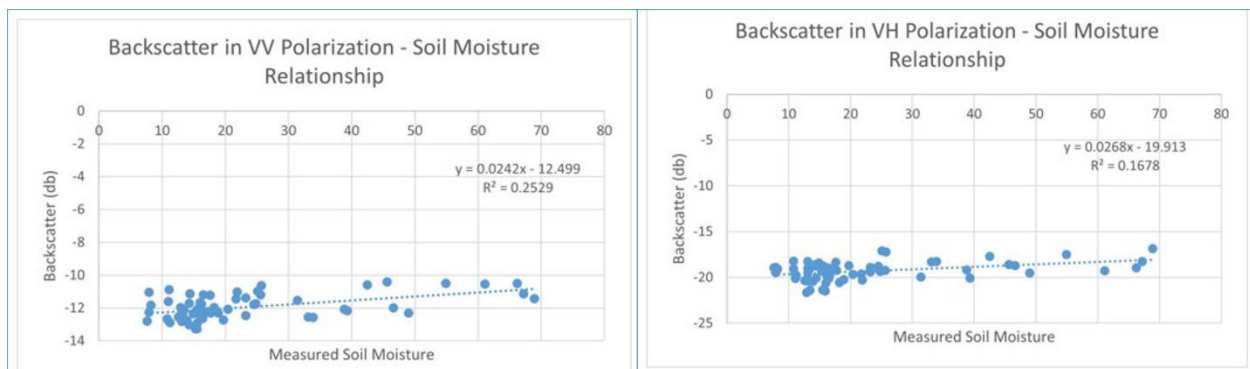 Backscatter in VV Polarization - Soil Moisture
Relationship
0
0 10 20 30 40 50 60 70 80
-2
-4
-6
-8
-10
-12
-14
y = 0.0242x - 12.499
R² = 0.2529
Backscatter (db)
Measured Soil Moisture
Backscatter in VH Polarization - Soil Moisture
Relationship
0
0 10 20 30 40 50 60 70 80
-5
-10
-15
-20
-25
y = 0.0268x - 19.913
R² = 0.1678
Backscatter (db)
Measured Soil Moisture